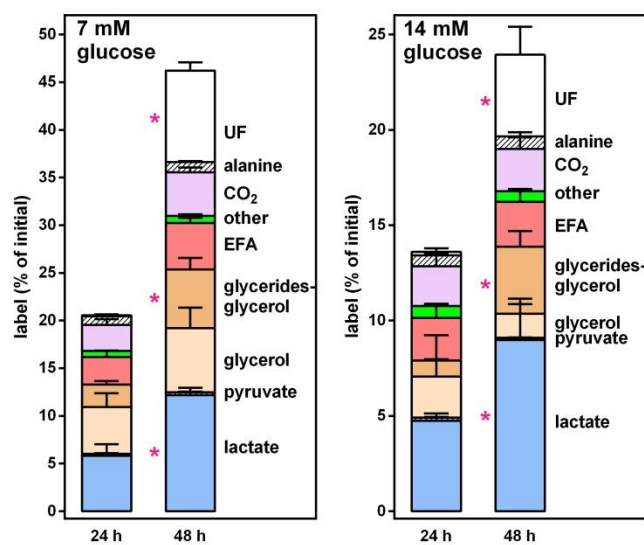 7 mM
glucose
label (% of initial)
50
45
40
35
30
25
20
15
10
5
0
*
*
*
UF
alanine
CO₂
other
EFA
glycerides-
glycerol
glycerol
pyruvate
lactate
24 h
48 h
14 mM
glucose
label (% of initial)
25
20
15
10
5
0
*
*
*
UF
alanine
CO₂
other
EFA
glycerides-
glycerol
glycerol
pyruvate
lactate
24 h
48 h